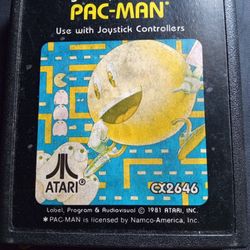 PAC-MAN*
Use with Joystick Controllers
ATARI®
CX2646
Label, Program & Audiovisual © 1981 ATARI, INC.
*PAC-MAN is licensed by Namco-America, Inc.